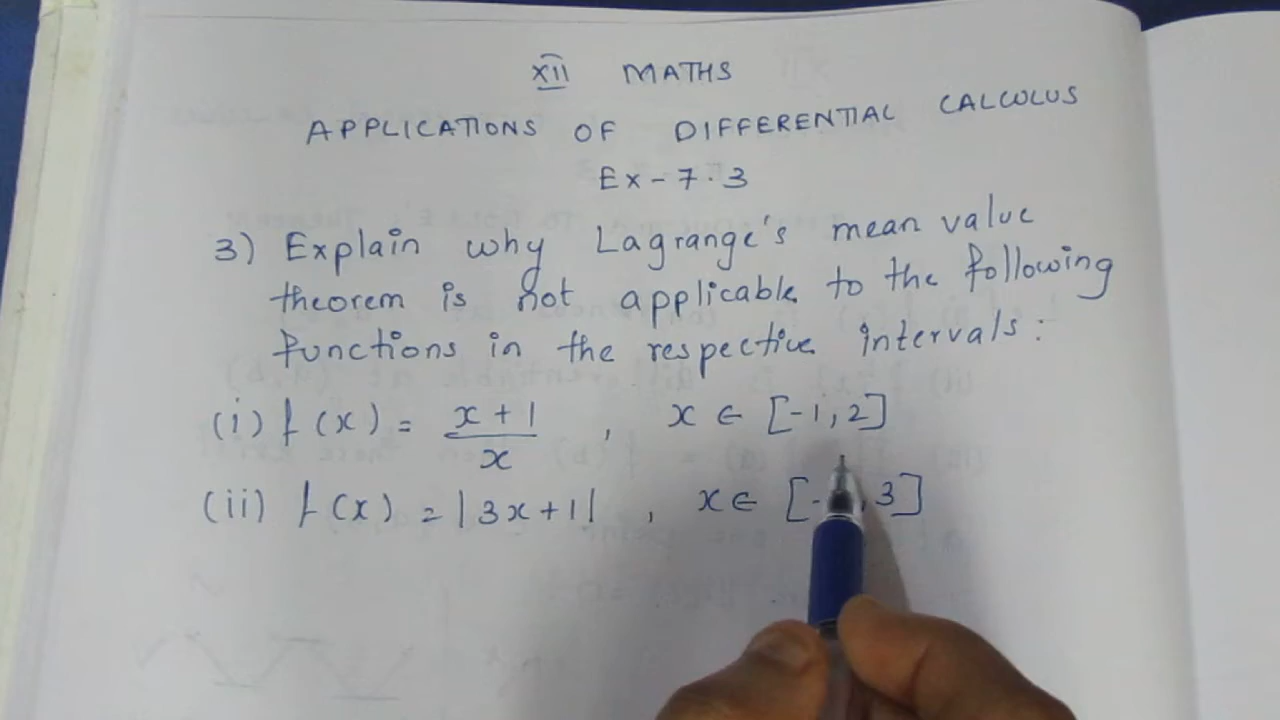 XII MATHS
APPLICATIONS OF DIFFERENTIAL CALCULUS
Ex-7.3
3) Explain why Lagrange's mean value
theorem is not applicable to the following
functions in the respective intervals:
(i) f(x) = x+1/x , x ∈ [-1,2]
(ii) f(x) = |3x+1| , x ∈ [- ,3]